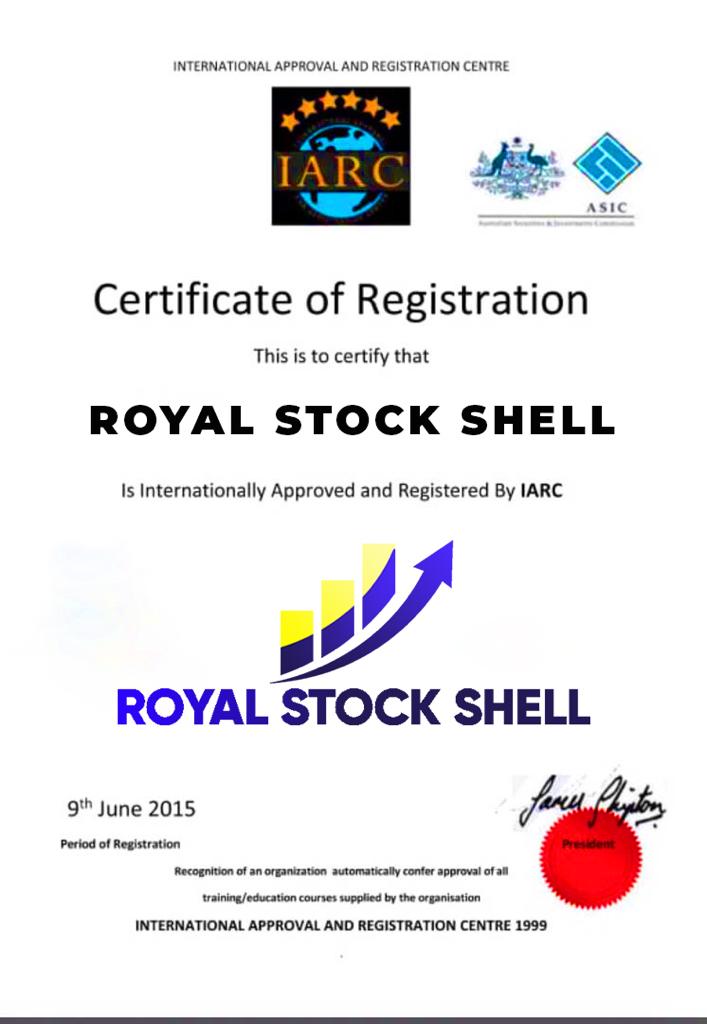 INTERNATIONAL APPROVAL AND REGISTRATION CENTRE
IARC
ASIC
Australian Securities & Investments Commission
Certificate of Registration
This is to certify that
ROYAL STOCK SHELL
Is Internationally Approved and Registered By IARC
ROYAL STOCK SHELL
9th June 2015
Period of Registration
President
Recognition of an organization automatically confer approval of all
training/education courses supplied by the organisation
INTERNATIONAL APPROVAL AND REGISTRATION CENTRE 1999